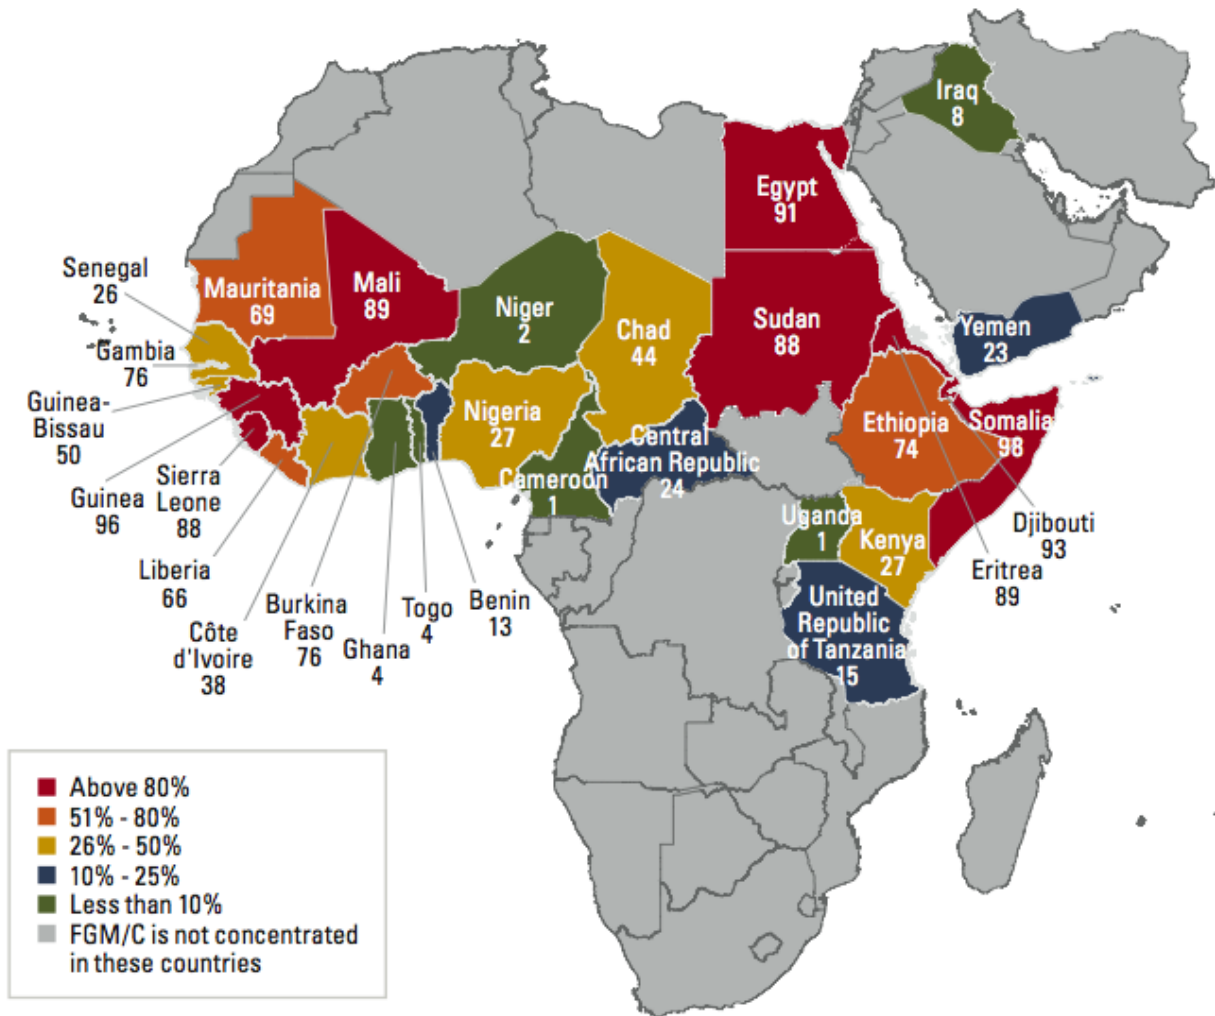 Iraq
8
Egypt
91
Senegal
26
Mauritania
69
Mali
89
Niger
2
Chad
44
Sudan
88
Yemen
23
Gambia
76
Guinea-
Bissau
50
Nigeria
27
Ethiopia
74
Somalia
98
Central
African Republic
24
Cameroon
1
Guinea
96
Sierra
Leone
88
Uganda
1
Kenya
27
Djibouti
93
Eritrea
89
Liberia
66
Côte
d'Ivoire
38
Burkina
Faso
76
Ghana
4
Togo
4
Benin
13
United
Republic
of Tanzania
15
Above 80%
51% - 80%
26% - 50%
10% - 25%
Less than 10%
FGM/C is not concentrated
in these countries